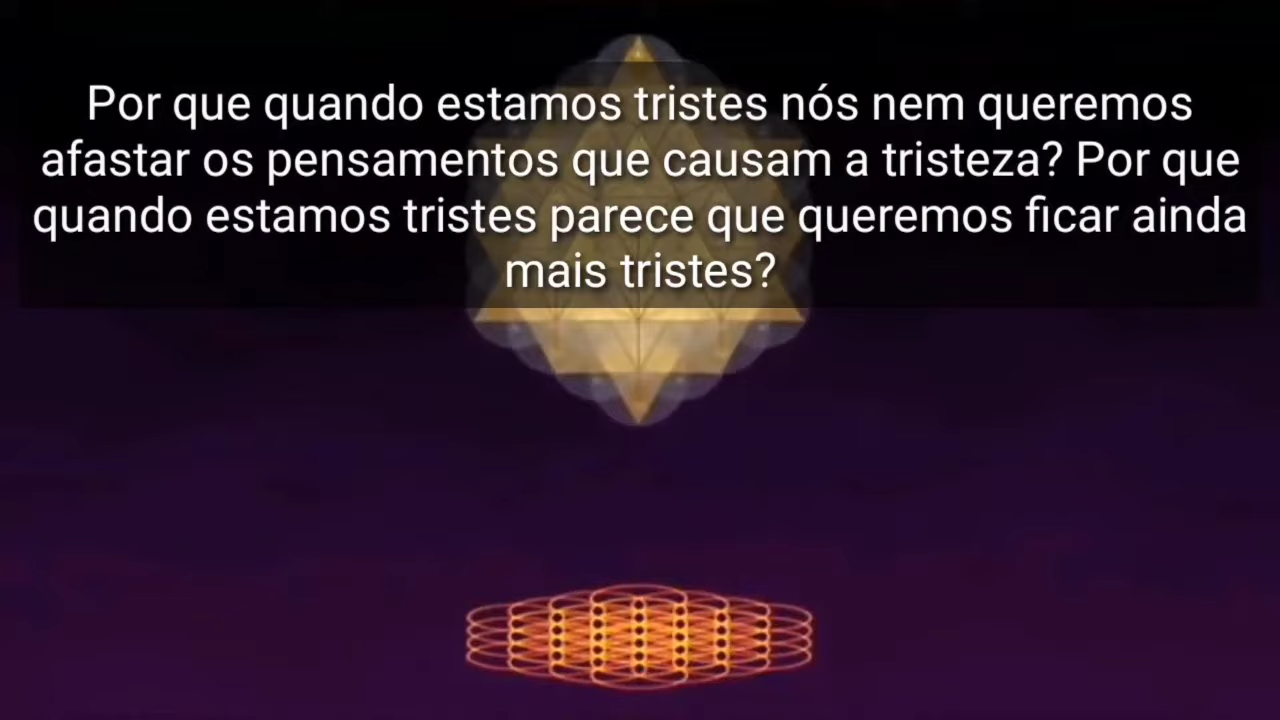 Por que quando estamos tristes nós nem queremos
afastar os pensamentos que causam a tristeza? Por que
quando estamos tristes parece que queremos ficar ainda
mais tristes?